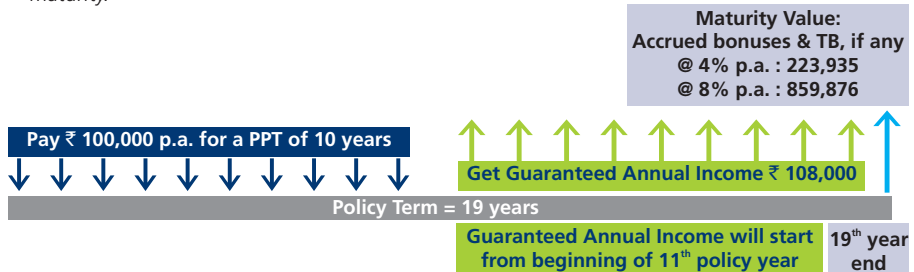 maturity.
Maturity Value:
Accrued bonuses & TB, if any
@ 4% p.a. : 223,935
@ 8% p.a. : 859,876
Pay ₹ 100,000 p.a. for a PPT of 10 years
Get Guaranteed Annual Income ₹ 108,000
Policy Term = 19 years
Guaranteed Annual Income will start
from beginning of 11th policy year
19th year
end